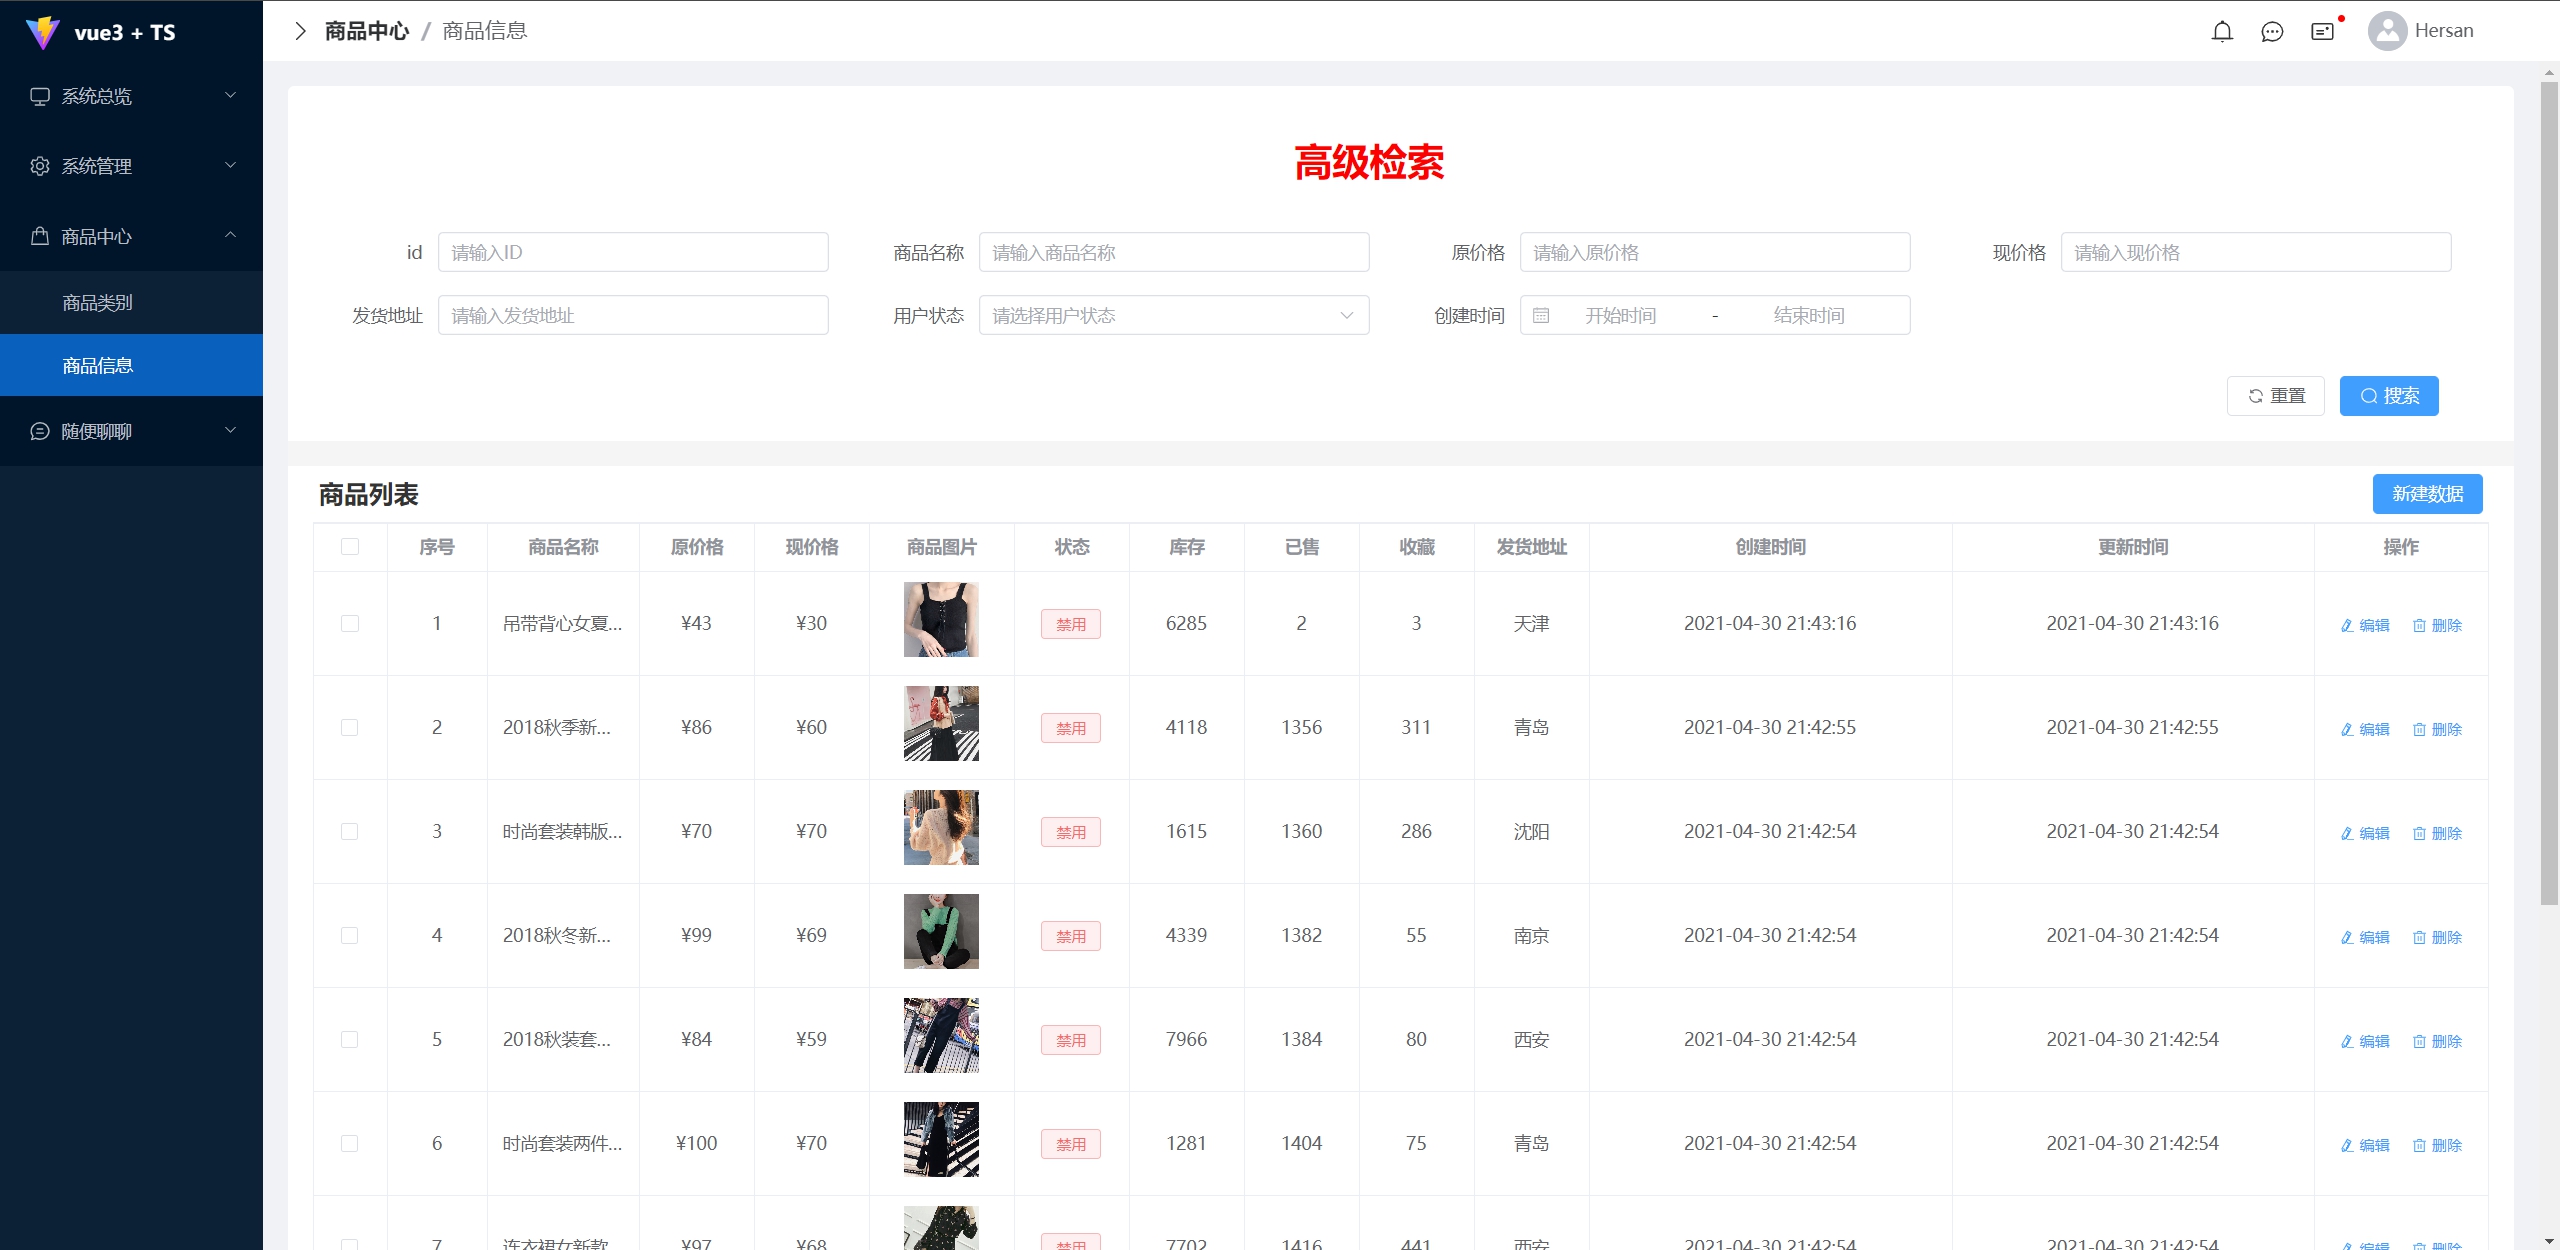 vue3 + TS
商品中心 / 商品信息
Hersan
系统总览
系统管理
商品中心
商品类别
商品信息
随便聊聊
高级检索
id 请输入ID 商品名称 请输入商品名称 原价格 请输入原价格 现价格 请输入现价格
发货地址 请输入发货地址 用户状态 请选择用户状态 创建时间 开始时间 - 结束时间
重置 搜索
商品列表 新建数据
序号 商品名称 原价格 现价格 商品图片 状态 库存 已售 收藏 发货地址 创建时间 更新时间 操作
1 吊带背心女夏... ¥43 ¥30 禁用 6285 2 3 天津 2021-04-30 21:43:16 2021-04-30 21:43:16 编辑 删除
2 2018秋季新... ¥86 ¥60 禁用 4118 1356 311 青岛 2021-04-30 21:42:55 2021-04-30 21:42:55 编辑 删除
3 时尚套装韩版... ¥70 ¥70 禁用 1615 1360 286 沈阳 2021-04-30 21:42:54 2021-04-30 21:42:54 编辑 删除
4 2018秋冬新... ¥99 ¥69 禁用 4339 1382 55 南京 2021-04-30 21:42:54 2021-04-30 21:42:54 编辑 删除
5 2018秋装套... ¥84 ¥59 禁用 7966 1384 80 西安 2021-04-30 21:42:54 2021-04-30 21:42:54 编辑 删除
6 时尚套装两件... ¥100 ¥70 禁用 1281 1404 75 青岛 2021-04-30 21:42:54 2021-04-30 21:42:54 编辑 删除
7 连衣裙女新款 ¥97 ¥68 禁用 7702 1416 441 西安 2021-04-30 21:42:54 2021-04-30 21:42:54 编辑 删除